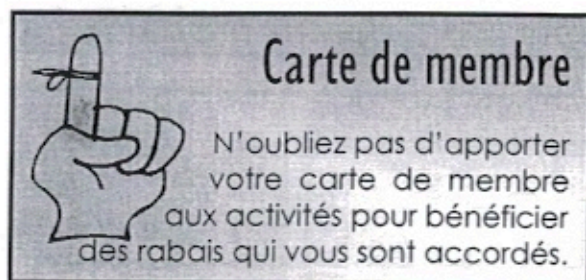 Carte de membre
N'oubliez pas d'apporter
votre carte de membre
aux activités pour bénéficier
des rabais qui vous sont accordés.